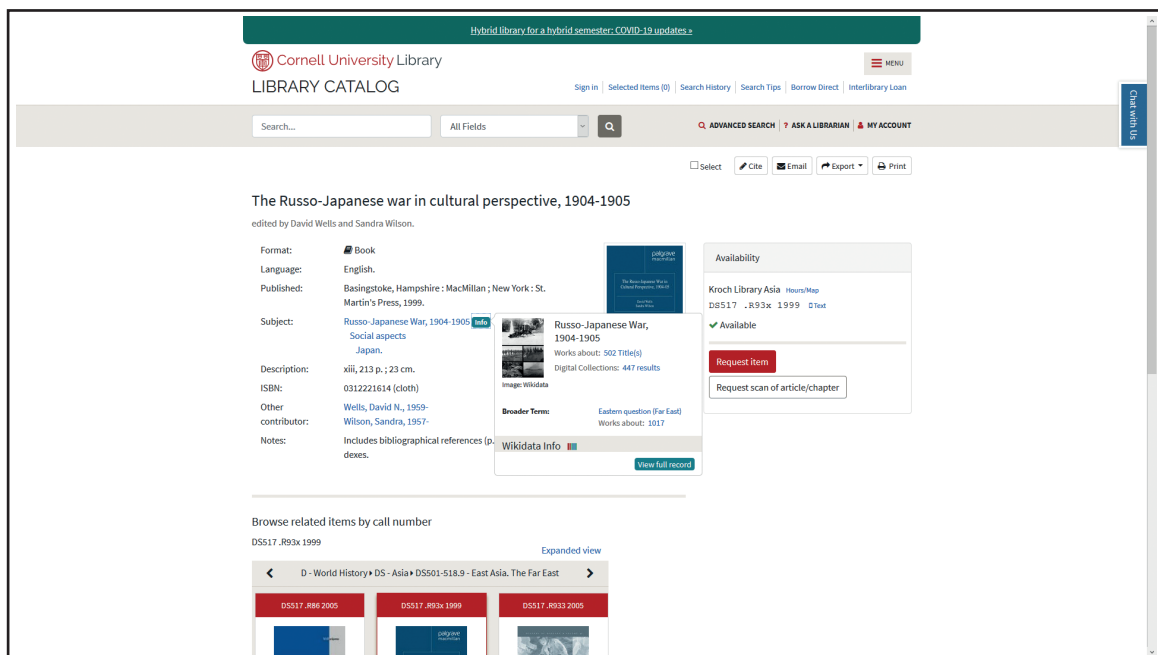 Hybrid library for a hybrid semester: COVID-19 updates »
Cornell University Library
MENU
LIBRARY CATALOG
Sign in | Selected Items (0) | Search History | Search Tips | Borrow Direct | Interlibrary Loan
Chat with Us
Search...
All Fields
ADVANCED SEARCH | ? ASK A LIBRARIAN | MY ACCOUNT
Select
Cite
Email
Export
Print
The Russo-Japanese war in cultural perspective, 1904-1905
edited by David Wells and Sandra Wilson.
Format: Book
Language: English.
Published: Basingstoke, Hampshire : MacMillan ; New York : St.
Martin's Press, 1999.
Subject: Russo-Japanese War, 1904-1905 Info
Social aspects
Japan.
Description: xiii, 213 p. ; 23 cm.
ISBN: 0312221614 (cloth)
Other
contributor:
Wells, David N., 1959-
Wilson, Sandra, 1957-
Notes: Includes bibliographical references (p.
dexes.
palgrave
macmillan
The Russo-Japanese War in
Cultural Perspective, 1904-05
Russo-Japanese War,
1904-1905
Works about: 502 Title(s)
Digital Collections: 447 results
Image: Wikidata
Broader Term: Eastern question (Far East)
Works about: 1017
Wikidata Info
View full record
Availability
Kroch Library Asia Hours/Map
DS517 .R93x 1999 Text
Available
Request item
Request scan of article/chapter
Browse related items by call number
DS517 .R93x 1999
Expanded view
D - World History DS - Asia DS501-518.9 - East Asia. The Far East
DS517 .R86 2005
DS517 .R93x 1999
DS517 .R933 2005
palgrave
macmillan